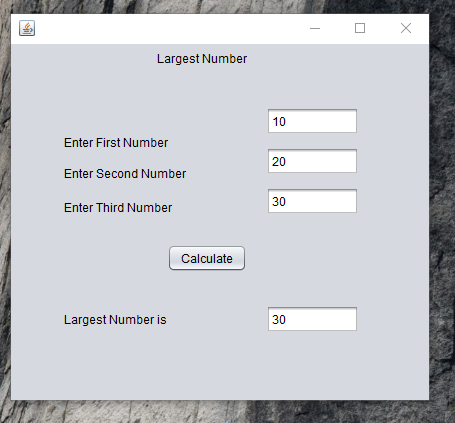 Largest Number
10
Enter First Number
20
Enter Second Number
30
Enter Third Number
Calculate
Largest Number is 30